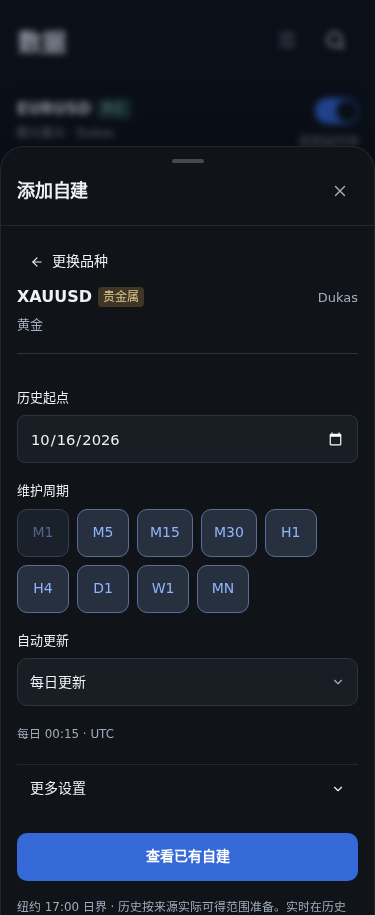 数据
EURUSD
添加自建
更换品种
XAUUSD 贵金属 Dukas
黄金
历史起点
10/16/2026
维护周期
M1 M5 M15 M30 H1
H4 D1 W1 MN
自动更新
每日更新
每日 00:15 · UTC
更多设置
查看已有自建
纽约 17:00 日界 · 历史按来源实际可得范围准备。实时在历史